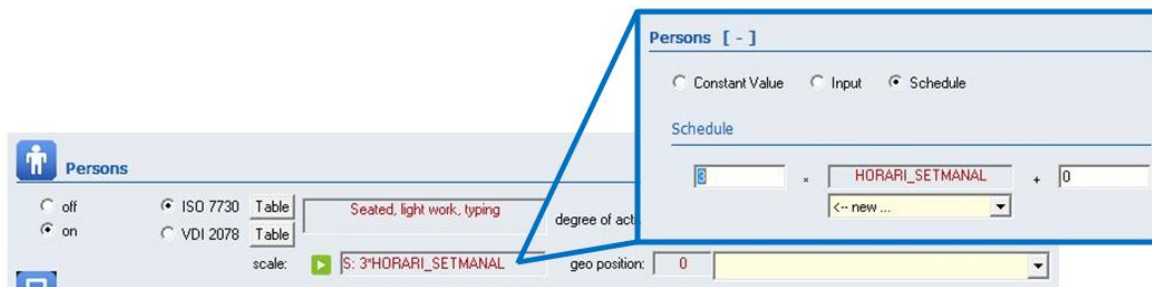 Persons [ - ]
Constant Value Input Schedule
Schedule
3 × HORARI_SETMANAL + 0
<-- new ...
Persons
off ISO 7730 Table Seated, light work, typing degree of act
on VDI 2078 Table
scale: S: 3*HORARI_SETMANAL geo position: 0